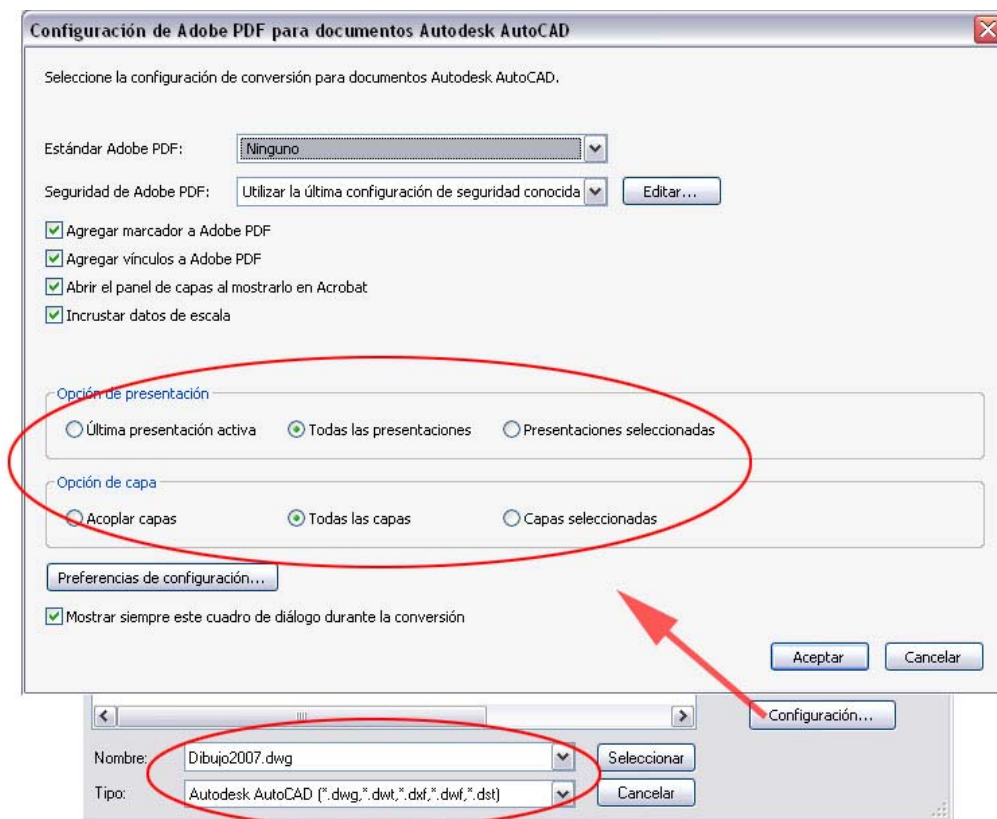 Configuración de Adobe PDF para documentos Autodesk AutoCAD
Seleccione la configuración de conversión para documentos Autodesk AutoCAD.
Estándar Adobe PDF: Ninguno
Seguridad de Adobe PDF: Utilizar la última configuración de seguridad conocida Editar...
Agregar marcador a Adobe PDF
Agregar vínculos a Adobe PDF
Abrir el panel de capas al mostrarlo en Acrobat
Incrustar datos de escala
Opción de presentación
Última presentación activa Todas las presentaciones Presentaciones seleccionadas
Opción de capa
Acoplar capas Todas las capas Capas seleccionadas
Preferencias de configuración...
Mostrar siempre este cuadro de diálogo durante la conversión
Aceptar Cancelar
Configuración...
Nombre: Dibujo2007.dwg Seleccionar
Tipo: Autodesk AutoCAD (*.dwg,*.dwt,*.dxf,*.dwf,*.dst) Cancelar